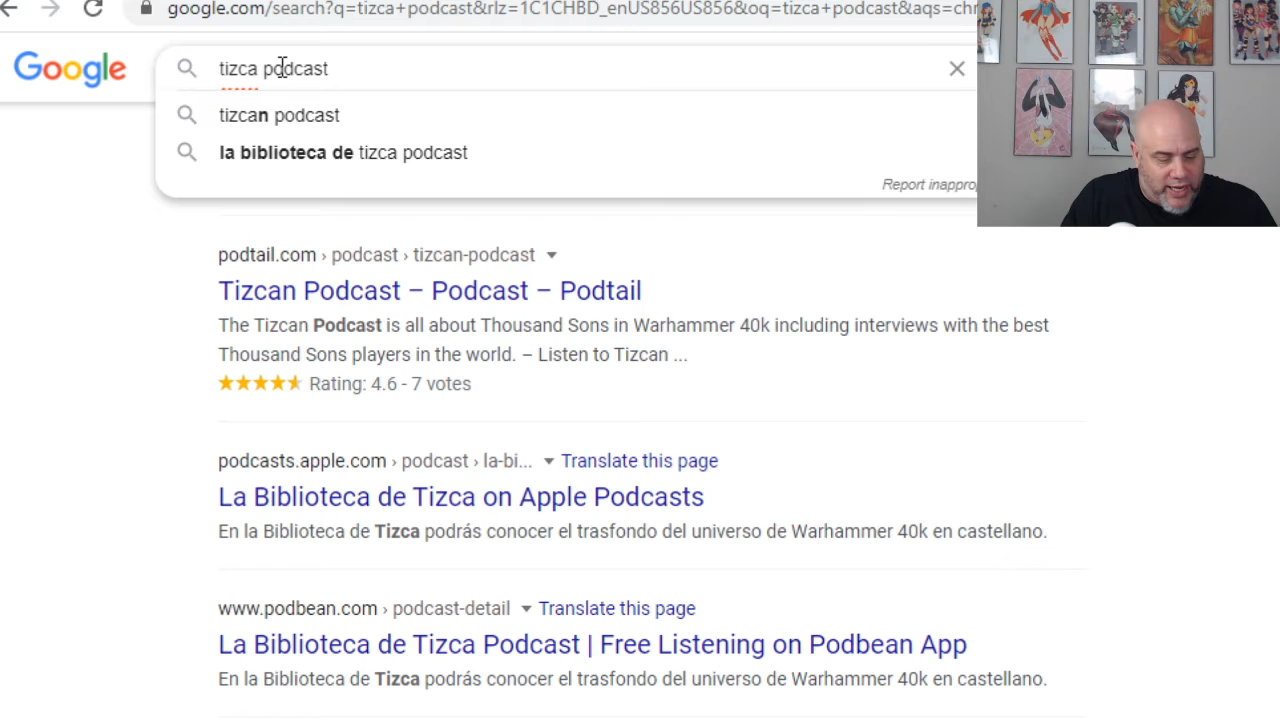 google.com/search?q=tizca+podcast&rlz=1C1CHBD_enUS856US856&oq=tizca+podcast&aqs=chr
Google
tizca podcast
tizcan podcast
la biblioteca de tizca podcast
Report inapprop
podtail.com › podcast › tizcan-podcast
Tizcan Podcast – Podcast – Podtail
The Tizcan Podcast is all about Thousand Sons in Warhammer 40k including interviews with the best
Thousand Sons players in the world. – Listen to Tizcan ...
Rating: 4.6 - 7 votes
podcasts.apple.com › podcast › la-bi... Translate this page
La Biblioteca de Tizca on Apple Podcasts
En la Biblioteca de Tizca podrás conocer el trasfondo del universo de Warhammer 40k en castellano.
www.podbean.com › podcast-detail Translate this page
La Biblioteca de Tizca Podcast | Free Listening on Podbean App
En la Biblioteca de Tizca podrás conocer el trasfondo del universo de Warhammer 40k en castellano.